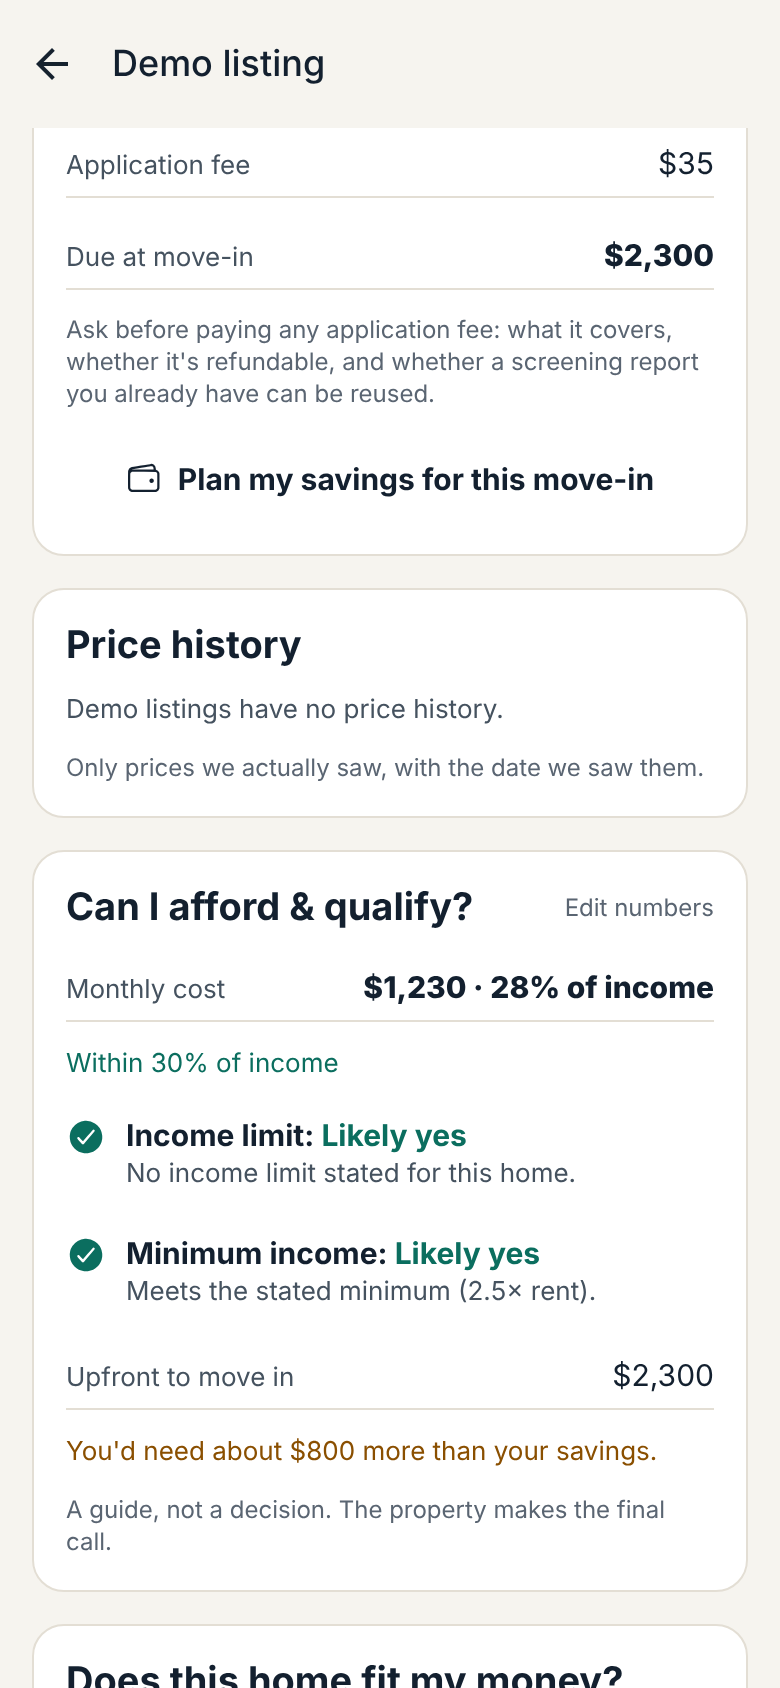 Demo listing
Application fee $35
Due at move-in $2,300
Ask before paying any application fee: what it covers,
whether it's refundable, and whether a screening report
you already have can be reused.
Plan my savings for this move-in
Price history
Demo listings have no price history.
Only prices we actually saw, with the date we saw them.
Can I afford & qualify? Edit numbers
Monthly cost $1,230 · 28% of income
Within 30% of income
Income limit: Likely yes
No income limit stated for this home.
Minimum income: Likely yes
Meets the stated minimum (2.5× rent).
Upfront to move in $2,300
You'd need about $800 more than your savings.
A guide, not a decision. The property makes the final
call.
Does this home fit my money?